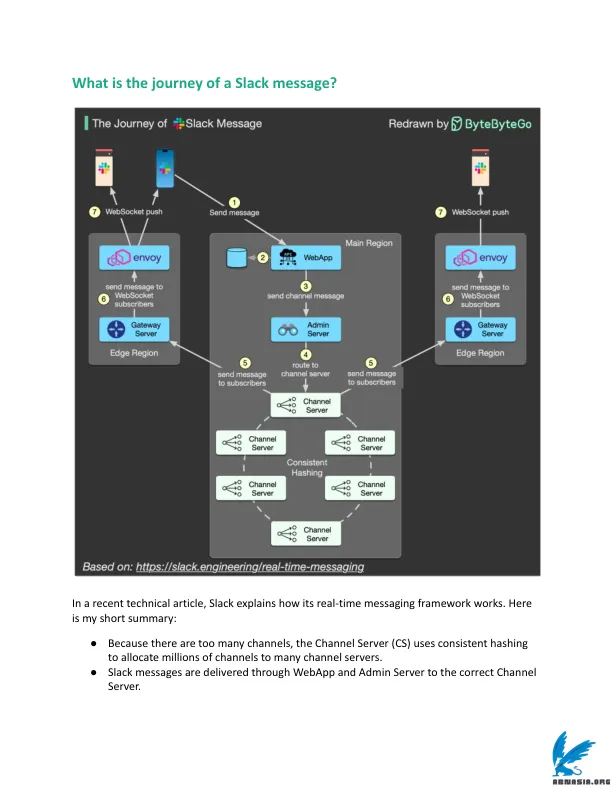 What is the journey of a Slack message?
The Journey of Slack Message
Redrawn by ByteByteGo
1
Send message
7 WebSocket push
7 WebSocket push
Main Region
envoy
2
API
WebApp
envoy
send message to
WebSocket
subscribers
6
3
send channel message
send message to
WebSocket
subscribers
6
Gateway
Server
Admin
Server
Gateway
Server
Edge Region
4
route to
channel server
Edge Region
5
send message
to subscribers
5
send message
to subscribers
Channel
Server
Channel
Server
Channel
Server
Consistent
Hashing
Channel
Server
Channel
Server
Channel
Server
Based on: https://slack.engineering/real-time-messaging
In a recent technical article, Slack explains how its real-time messaging framework works. Here
is my short summary:
● Because there are too many channels, the Channel Server (CS) uses consistent hashing
to allocate millions of channels to many channel servers.
● Slack messages are delivered through WebApp and Admin Server to the correct Channel
Server.
ABNASIA.ORG